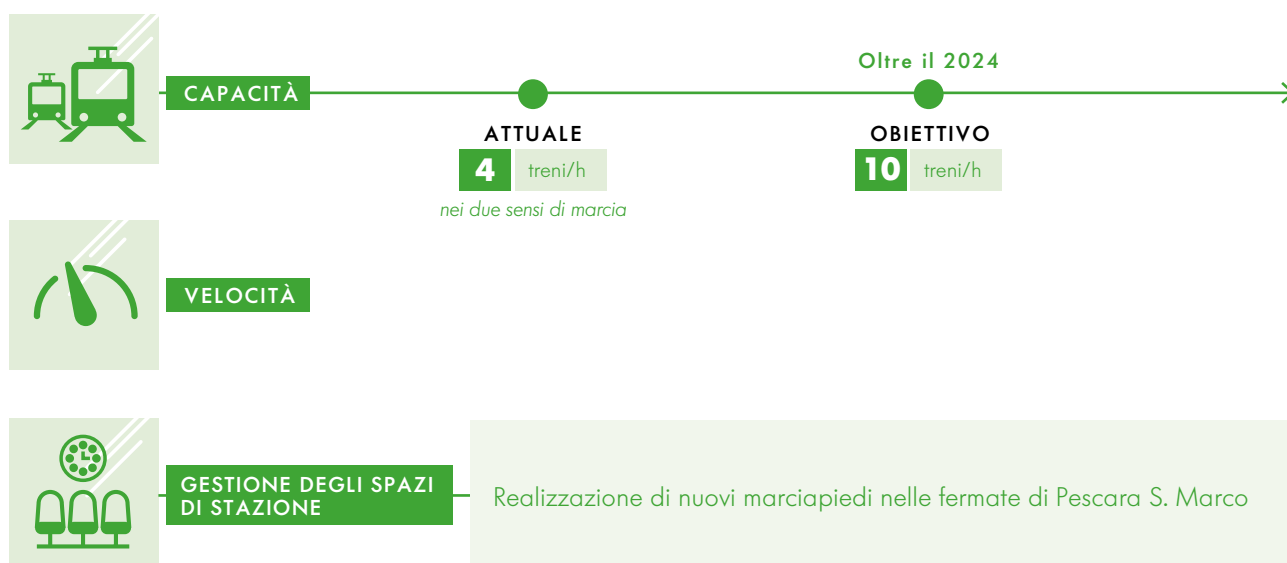 Oltre il 2024
CAPACITÀ
ATTUALE
OBIETTIVO
4 treni/h
10 treni/h
nei due sensi di marcia
VELOCITÀ
GESTIONE DEGLI SPAZI
DI STAZIONE
Realizzazione di nuovi marciapiedi nelle fermate di Pescara S. Marco